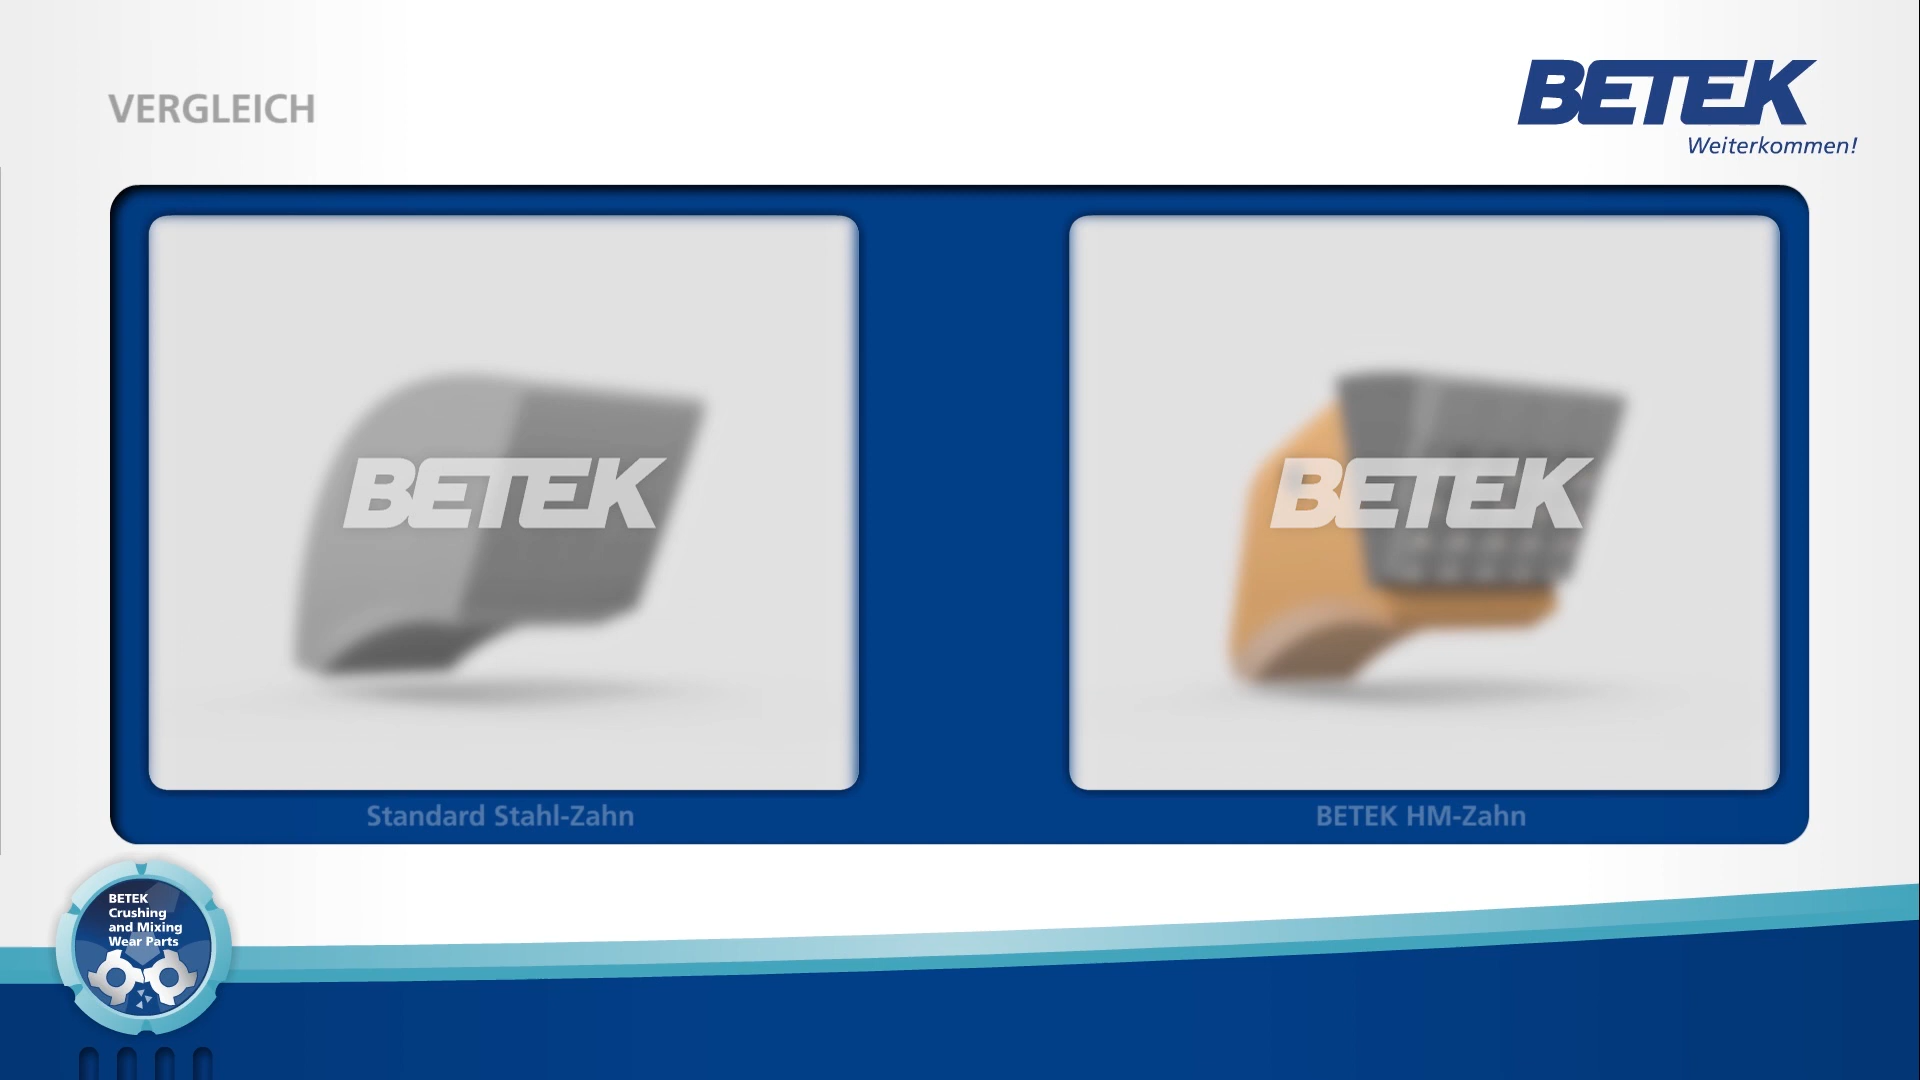 VERGLEICH
BETEK
Weiterkommen!
BETEK
BETEK
Standard Stahl-Zahn
BETEK HM-Zahn
BETEK
Crushing
and Mixing
Wear Parts